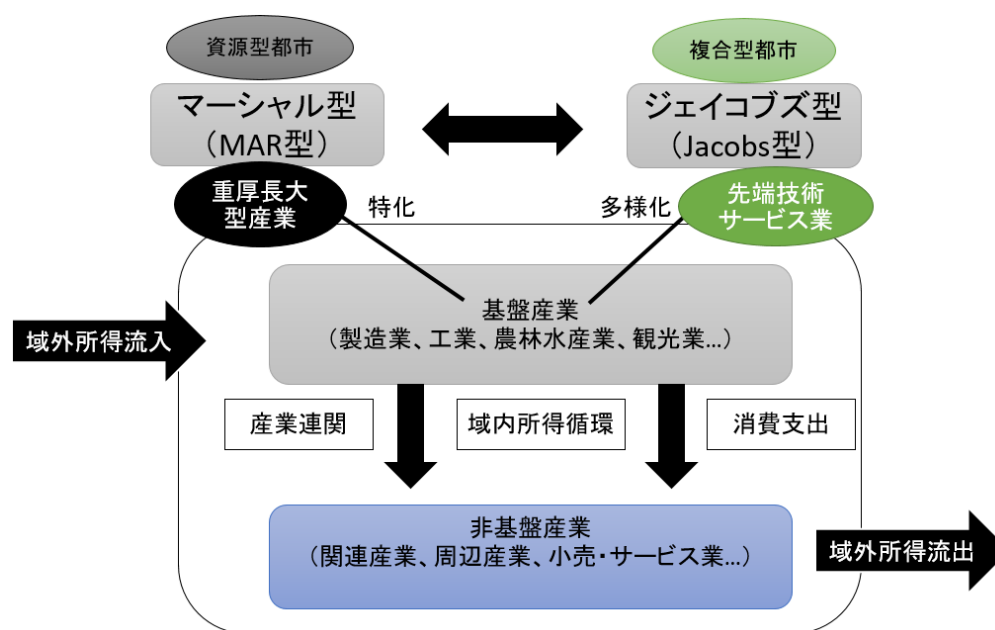 資源型都市
複合型都市
マーシャル型
（MAR型）
ジェイコブズ型
（Jacobs型）
重厚長大
型産業
特化
多様化
先端技術
サービス業
基盤産業
（製造業、工業、農林水産業、観光業...）
域外所得流入
産業連関
域内所得循環
消費支出
非基盤産業
（関連産業、周辺産業、小売・サービス業...）
域外所得流出